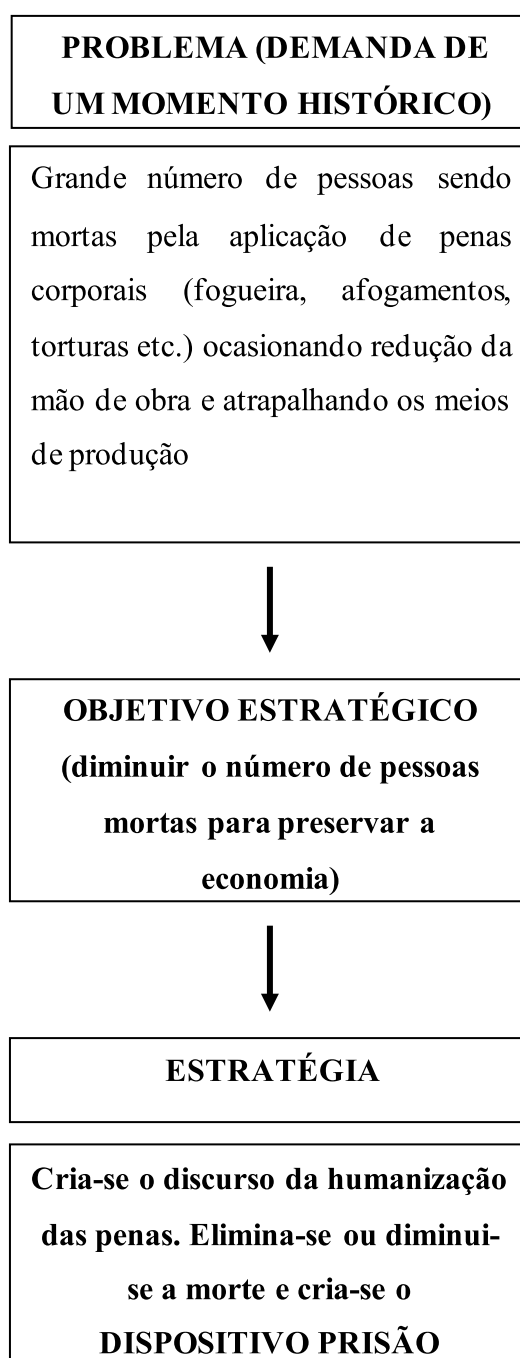 PROBLEMA (DEMANDA DE
UM MOMENTO HISTÓRICO)
Grande número de pessoas sendo
mortas pela aplicação de penas
corporais (fogueira, afogamentos,
torturas etc.) ocasionando redução da
mão de obra e atrapalhando os meios
de produção
OBJETIVO ESTRATÉGICO
(diminuir o número de pessoas
mortas para preservar a
economia)
ESTRATÉGIA
Cria-se o discurso da humanização
das penas. Elimina-se ou diminui-
se a morte e cria-se o
DISPOSITIVO PRISÃO